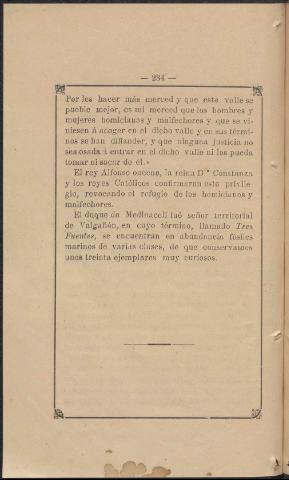 — 234 —
Por les hacer más merced y que este valle se
pueble mejor, es mi merced que los hombres y
mujeres homicianos y malfechores y que se vi-
niesen á acoger en el dicho valle y en sus térmi-
nos se han difiander, y que ninguna justicia no
sea osada á entrar en el dicho valle ni los pueda
tomar ni sacar de él.»
El rey Alfonso onceno, la reina D.ª Constanza
y los reyes Católicos confirmaron este privile-
gio, revocando el refugio de los homicianos y
malfechores.
El duque de Medinaceli fué señor territorial
de Valgañón, en cuyo término, llamado Tres
Fuentes, se encuentran en abundancia fósiles
marinos de varias clases, de que conservamos
unos treinta ejemplares muy curiosos.